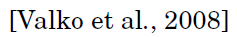 [Valko et al., 2008]